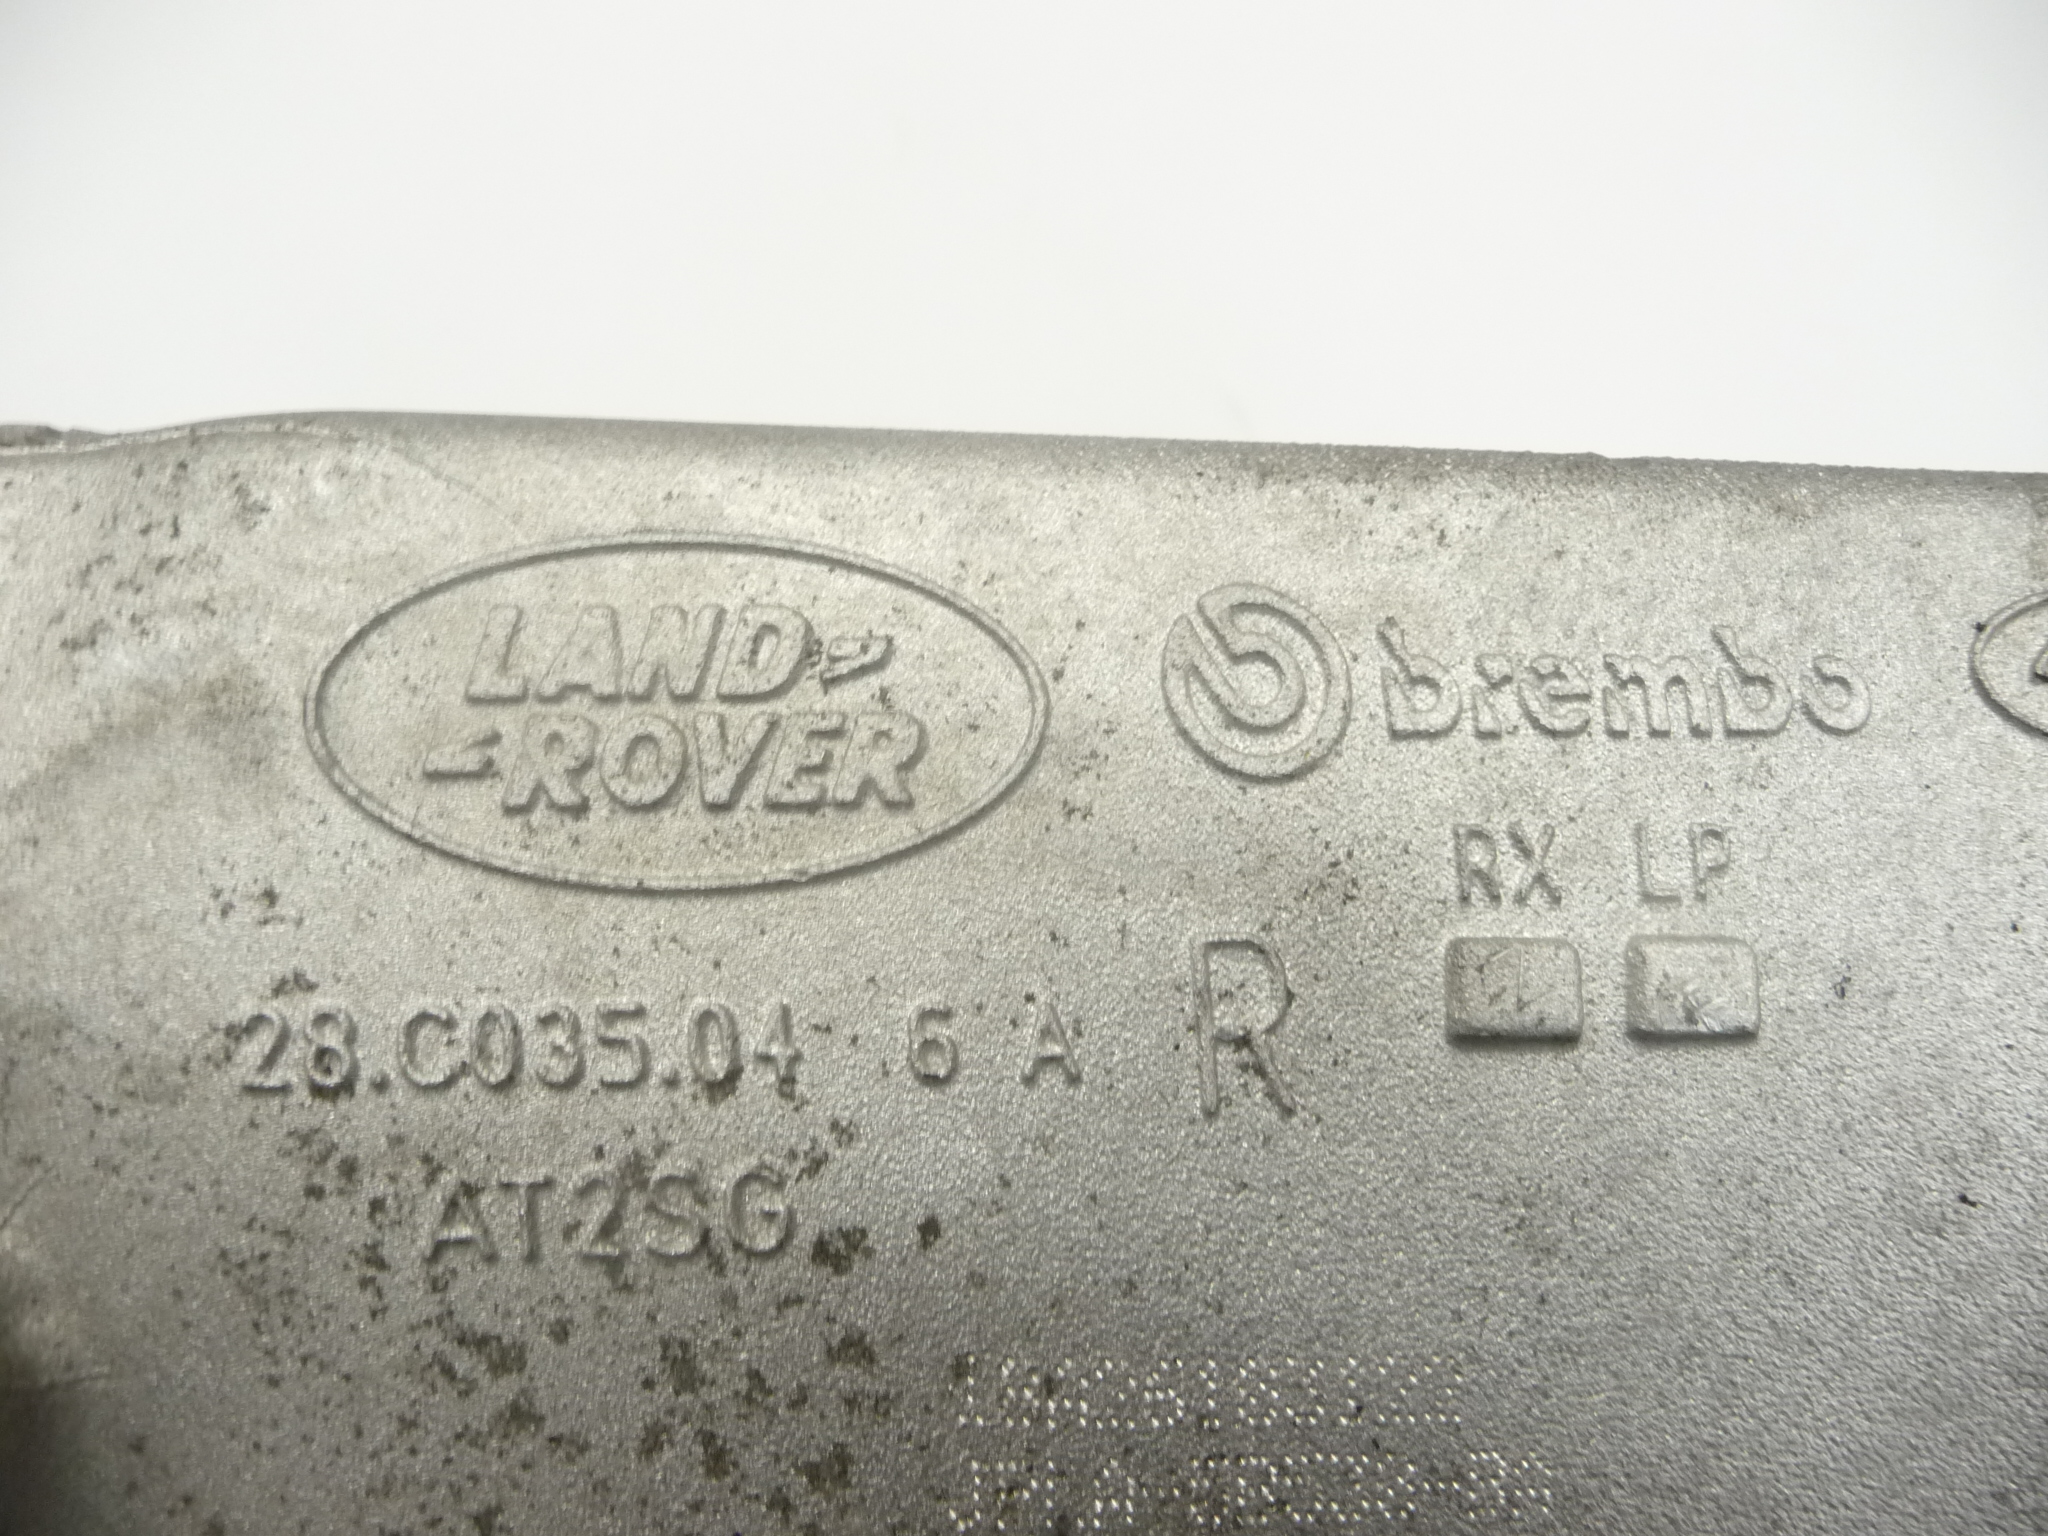 LAND
ROVER
brembo
RX LP
28.C035.04 6 A R
AT2SG